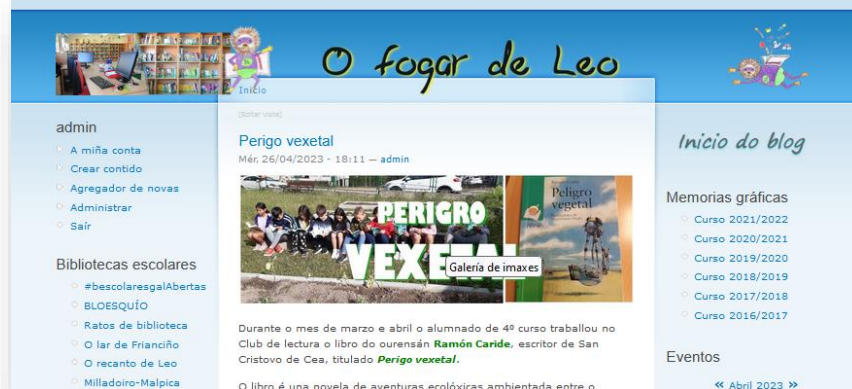 O fogar de Leo
Inicio
[Editar vista]
admin
A miña conta
Crear contido
Agregador de novas
Administrar
Saír
Bibliotecas escolares
#bescolaresgalAbertas
BLOESQUÍO
Ratos de biblioteca
O lar de Franciño
O recanto de Leo
Milladoiro-Malpica
Perigo vexetal
Mér, 26/04/2023 - 18:11 — admin
PERIGRO
VEXETAL
Peligro
vegetal
Galería de imaxes
Durante o mes de marzo e abril o alumnado de 4º curso traballou no
Club de lectura o libro do ourensán Ramón Caride, escritor de San
Cristovo de Cea, titulado Perigo vexetal.
O libro é una novela de aventuras ecolóxicas ambientada entre o
Inicio do blog
Memorias gráficas
Curso 2021/2022
Curso 2020/2021
Curso 2019/2020
Curso 2018/2019
Curso 2017/2018
Curso 2016/2017
Eventos
« Abril 2023 »